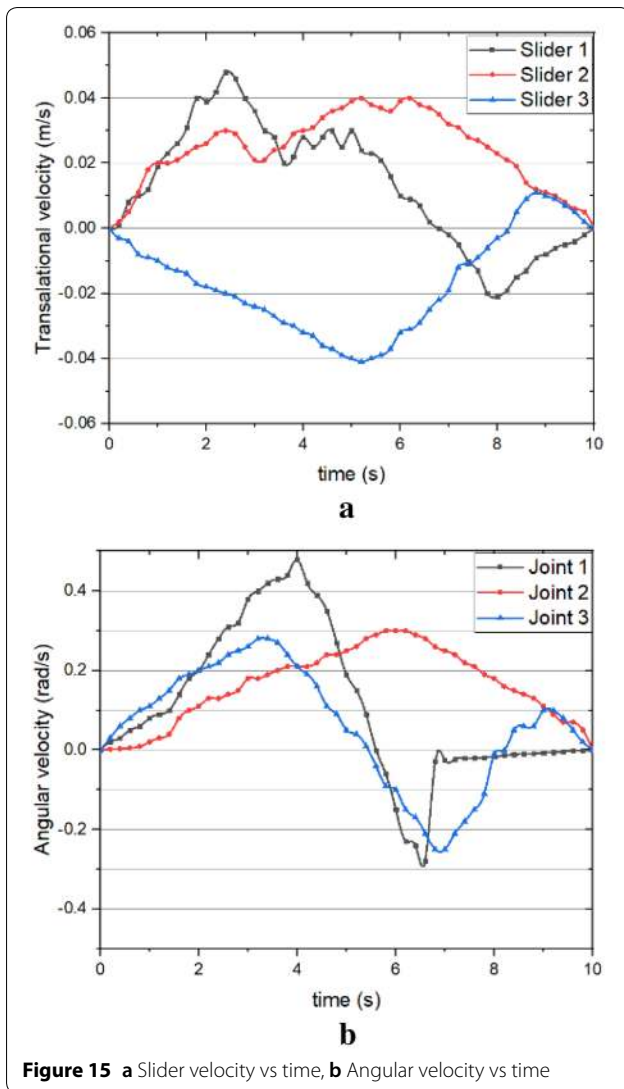 0.06
0.04
0.02
0.00
-0.02
-0.04
-0.06
Transalational velocity (m/s)
Slider 1
Slider 2
Slider 3
0 2 4 6 8 10
time (s)
a
0.4
0.2
0.0
-0.2
-0.4
Angular velocity (rad/s)
Joint 1
Joint 2
Joint 3
0 2 4 6 8 10
time (s)
b
Figure 15 a Slider velocity vs time, b Angular velocity vs time